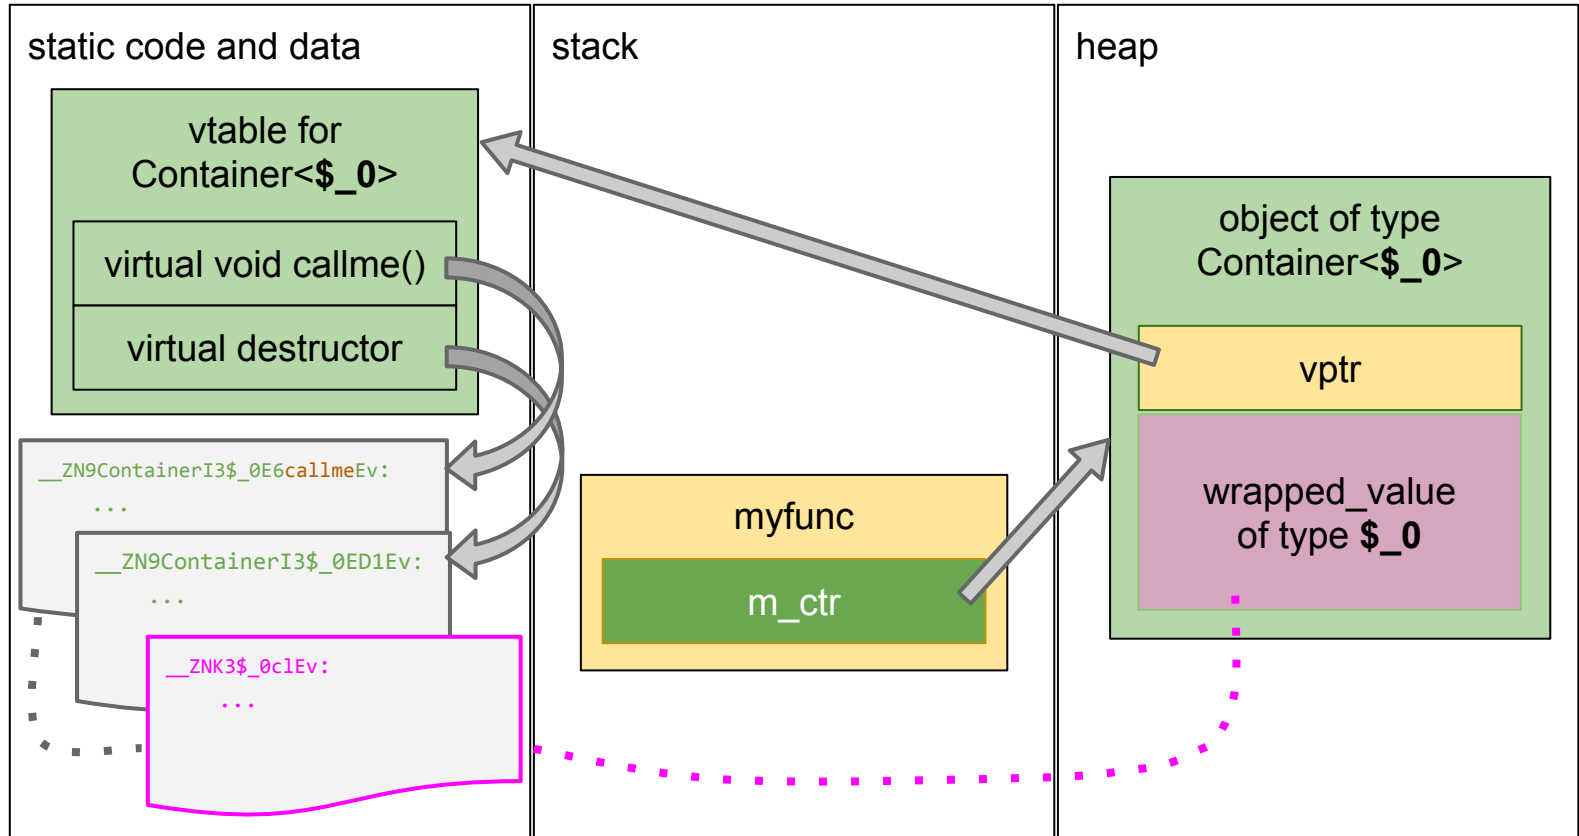 static code and data
vtable for
Container<$_0>
virtual void callme()
virtual destructor
__ZN9ContainerI3$_0E6callmeEv:
...
__ZN9ContainerI3$_0ED1Ev:
...
__ZNK3$_0clEv:
...
stack
myfunc
m_ctr
heap
object of type
Container<$_0>
vptr
wrapped_value
of type $_0